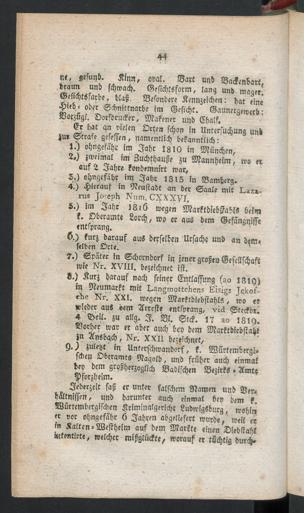 44
ne, gesund. Kinn, oval. Bart und Backenbart,
braun und schwach. Gesichtsform, lang und mager.
Gesichtsfarbe, blaß. Besondere Kennzeichen: hat eine
Hieb- oder Schnittnarbe im Gesicht. Gaunergewerb:
Vorzügl. Dorfdrucker, Makener und Chalf.
Er hat an vielen Orten schon in Untersuchung und
zur Strafe gesessen, namentlich bekanntlich:
1.) ohngefähr im Jahr 1810 in München,
2.) zweimal im Zuchthause zu Mannheim, wo er
auf 2 Jahre kondemnirt war,
3.) ohngefähr im Jahr 1815 in Bamberg.
4.) Hierauf in Neustadt an der Saale mit Laza-
rus Joseph Num. CXXXVI.
5.) im Jahr 1816 wegen Marktdiebstahls beim
k. Oberamte Lorch, wo er aus dem Gefängnisse
entsprang.
6.) kurz darauf aus derselben Ursache und an dem-
selben Orte.
7.) Später in Schorndorf in jener großen Gesellschaft
wie Nr. XVIII. bezeichnet ist.
8.) Kurz darauf nach seiner Entlassung (ao 1819)
in Neumarkt mit Langmottchens Eisigs Jekof-
che Nr. XXI. wegen Marktdiebstahls, wo er
wieder aus dem Arreste entsprang, vid Steckbr.
d. Beil. zu allg. J. Bl. Stck. 17 ao 1819.
Vorher war er aber auch bey dem Marktdiebstahl
zu Ansbach, Nr. XXII bezeichnet,
9.) zuletzt in Unterschwandorf, k. Württembergi-
schen Oberamts Nagold, und früher auch einmal
bey dem großherzoglich Badischen Bezirks-Amte
Pforzheim.
Jederzeit saß er unter falschem Namen und Ver-
hältnissen, und darunter auch einmal bey dem k.
Württembergischen Kriminalgericht Ludwigsburg, wohin
er vor ohngefähr 6 Jahren abgeliefert wurde, weil er
in Kalten-Westheim auf dem Markte einen Diebstahl
intentirte, welcher mißglückte, worauf er tüchtig durch-